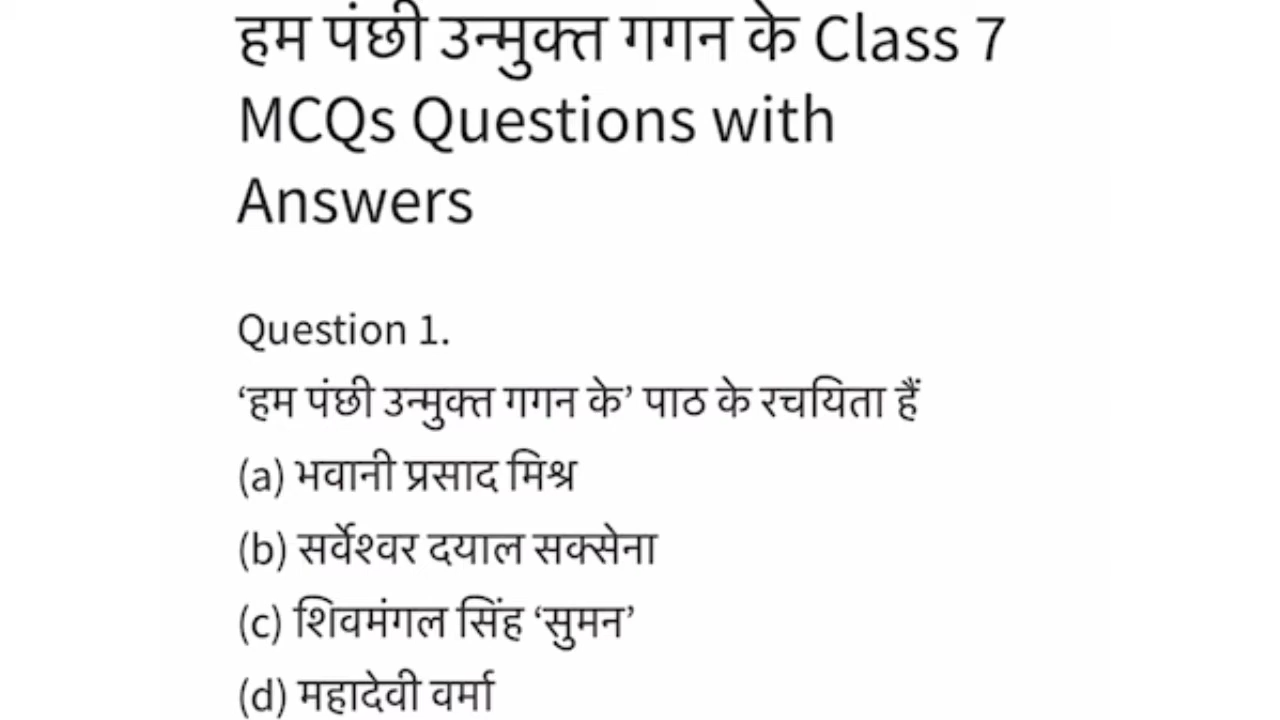 हम पंछी उन्मुक्त गगन के Class 7
MCQs Questions with
Answers
Question 1.
‘हम पंछी उन्मुक्त गगन के’ पाठ के रचयिता हैं
(a) भवानी प्रसाद मिश्र
(b) सर्वेश्वर दयाल सक्सेना
(c) शिवमंगल सिंह ‘सुमन’
(d) महादेवी वर्मा